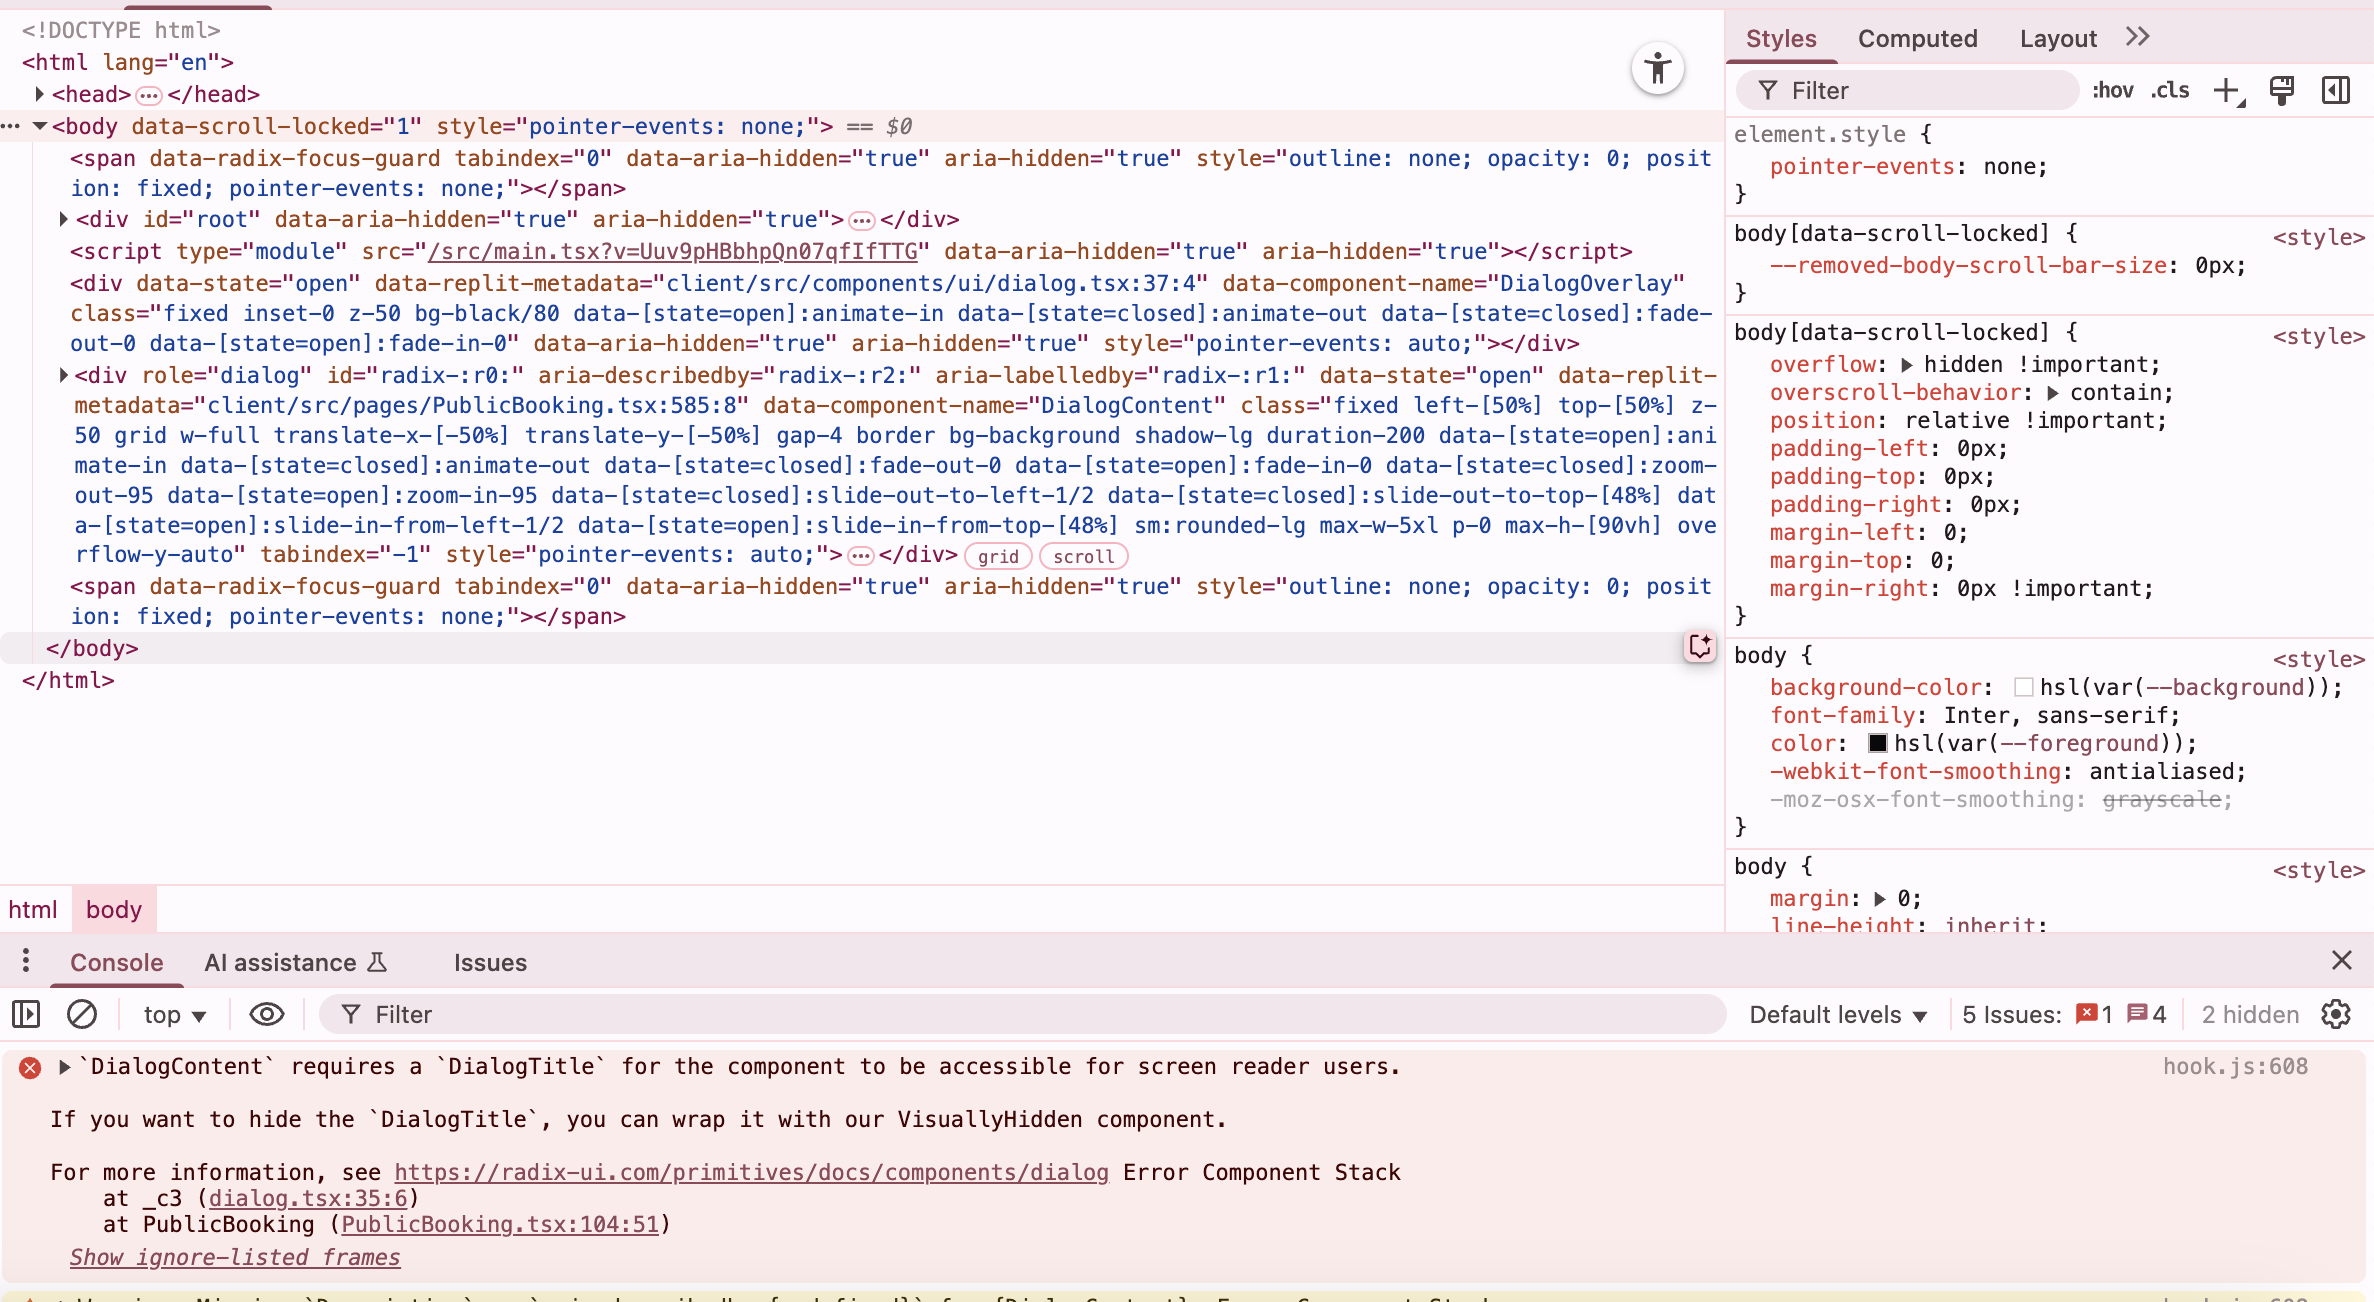 <!DOCTYPE html>
<html lang="en">
<head> ••• </head>
••• <body data-scroll-locked="1" style="pointer-events: none;"> == $0
<span data-radix-focus-guard tabindex="0" data-aria-hidden="true" aria-hidden="true" style="outline: none; opacity: 0; posit
ion: fixed; pointer-events: none;"></span>
<div id="root" data-aria-hidden="true" aria-hidden="true"> ••• </div>
<script type="module" src="/src/main.tsx?v=Uuv9pHBbhpQn07qfIfTTG" data-aria-hidden="true" aria-hidden="true"></script>
<div data-state="open" data-replit-metadata="client/src/components/ui/dialog.tsx:37:4" data-component-name="DialogOverlay"
class="fixed inset-0 z-50 bg-black/80 data-[state=open]:animate-in data-[state=closed]:animate-out data-[state=closed]:fade-
out-0 data-[state=open]:fade-in-0" data-aria-hidden="true" aria-hidden="true" style="pointer-events: auto;"></div>
<div role="dialog" id="radix-:r0:" aria-describedby="radix-:r2:" aria-labelledby="radix-:r1:" data-state="open" data-replit-
metadata="client/src/pages/PublicBooking.tsx:585:8" data-component-name="DialogContent" class="fixed left-[50%] top-[50%] z-
50 grid w-full translate-x-[-50%] translate-y-[-50%] gap-4 border bg-background shadow-lg duration-200 data-[state=open]:ani
mate-in data-[state=closed]:animate-out data-[state=closed]:fade-out-0 data-[state=open]:fade-in-0 data-[state=closed]:zoom-
out-95 data-[state=open]:zoom-in-95 data-[state=closed]:slide-out-to-left-1/2 data-[state=closed]:slide-out-to-top-[48%] dat
a-[state=open]:slide-in-from-left-1/2 data-[state=open]:slide-in-from-top-[48%] sm:rounded-lg max-w-5xl p-0 max-h-[90vh] ove
rflow-y-auto" tabindex="-1" style="pointer-events: auto;"> ••• </div> grid scroll
<span data-radix-focus-guard tabindex="0" data-aria-hidden="true" aria-hidden="true" style="outline: none; opacity: 0; posit
ion: fixed; pointer-events: none;"></span>
</body>
</html>
html body
Styles Computed Layout
Filter :hov .cls
element.style {
pointer-events: none;
}
body[data-scroll-locked] { <style>
--removed-body-scroll-bar-size: 0px;
}
body[data-scroll-locked] { <style>
overflow: hidden !important;
overscroll-behavior: contain;
position: relative !important;
padding-left: 0px;
padding-top: 0px;
padding-right: 0px;
margin-left: 0;
margin-top: 0;
margin-right: 0px !important;
}
body { <style>
background-color: hsl(var(--background));
font-family: Inter, sans-serif;
color: hsl(var(--foreground));
-webkit-font-smoothing: antialiased;
-moz-osx-font-smoothing: grayscale;
}
body { <style>
margin: 0;
line-height: inherit;
Console AI assistance Issues
top Filter Default levels 5 Issues: 1 4 2 hidden
`DialogContent` requires a `DialogTitle` for the component to be accessible for screen reader users. hook.js:608
If you want to hide the `DialogTitle`, you can wrap it with our VisuallyHidden component.
For more information, see https://radix-ui.com/primitives/docs/components/dialog Error Component Stack
at _c3 (dialog.tsx:35:6)
at PublicBooking (PublicBooking.tsx:104:51)
Show ignore-listed frames